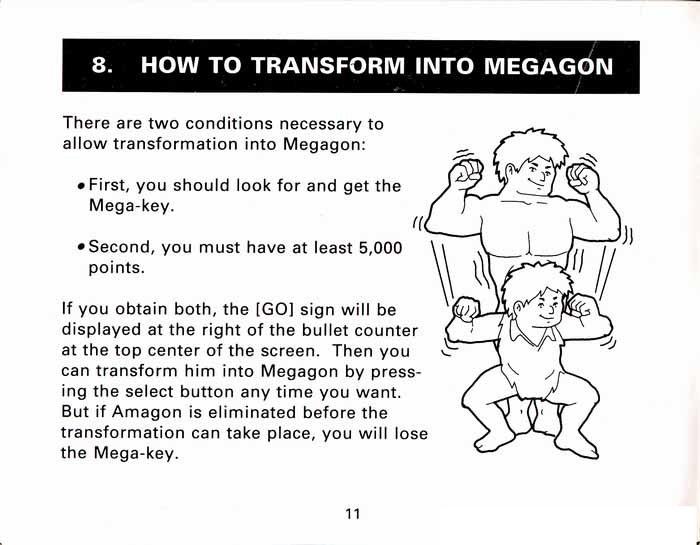 8. HOW TO TRANSFORM INTO MEGAGON
There are two conditions necessary to
allow transformation into Megagon:
• First, you should look for and get the
Mega-key.
• Second, you must have at least 5,000
points.
If you obtain both, the [GO] sign will be
displayed at the right of the bullet counter
at the top center of the screen. Then you
can transform him into Megagon by press-
ing the select button any time you want.
But if Amagon is eliminated before the
transformation can take place, you will lose
the Mega-key.
11